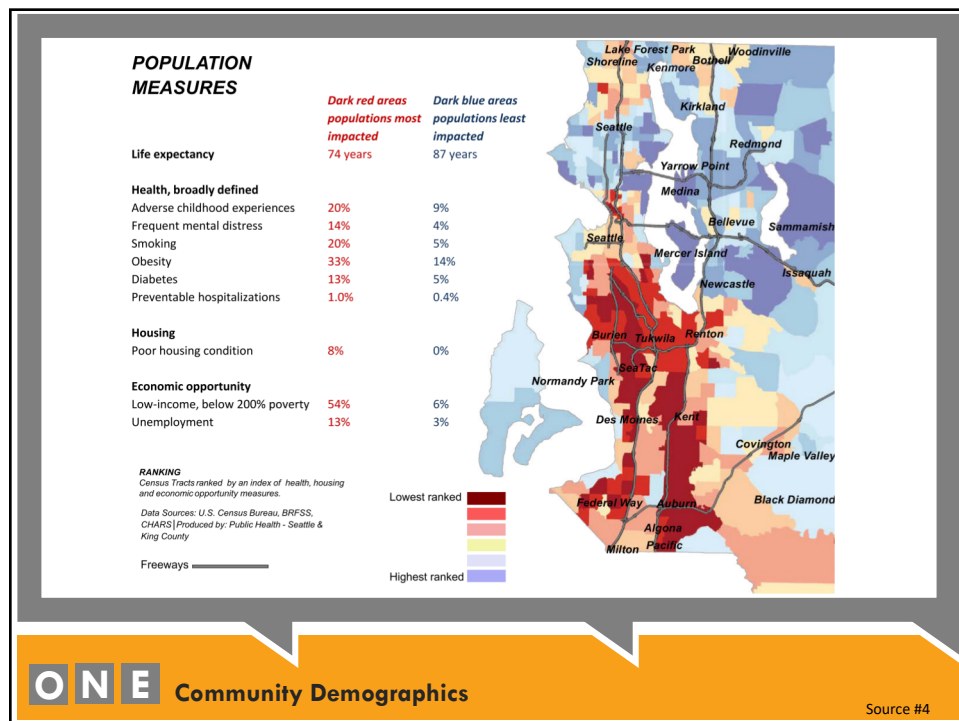 POPULATION
MEASURES
Dark red areas
populations most
impacted
Dark blue areas
populations least
impacted
Life expectancy 74 years 87 years
Health, broadly defined
Adverse childhood experiences 20% 9%
Frequent mental distress 14% 4%
Smoking 20% 5%
Obesity 33% 14%
Diabetes 13% 5%
Preventable hospitalizations 1.0% 0.4%
Housing
Poor housing condition 8% 0%
Economic opportunity
Low-income, below 200% poverty 54% 6%
Unemployment 13% 3%
RANKING
Census Tracts ranked by an index of health, housing
and economic opportunity measures.
Data Sources: U.S. Census Bureau, BRFSS,
CHARS|Produced by: Public Health - Seattle &
King County
Freeways
Lowest ranked
Highest ranked
Lake Forest Park
Woodinville
Shoreline
Bothell
Kenmore
Kirkland
Seattle
Redmond
Yarrow Point
Medina
Bellevue
Sammamish
Seattle
Mercer Island
Issaquah
Newcastle
Burien
Tukwila
Renton
SeaTac
Normandy Park
Des Moines
Kent
Covington
Maple Valley
Federal Way
Auburn
Black Diamond
Algona
Milton
Pacific
ONE Community Demographics
Source #4